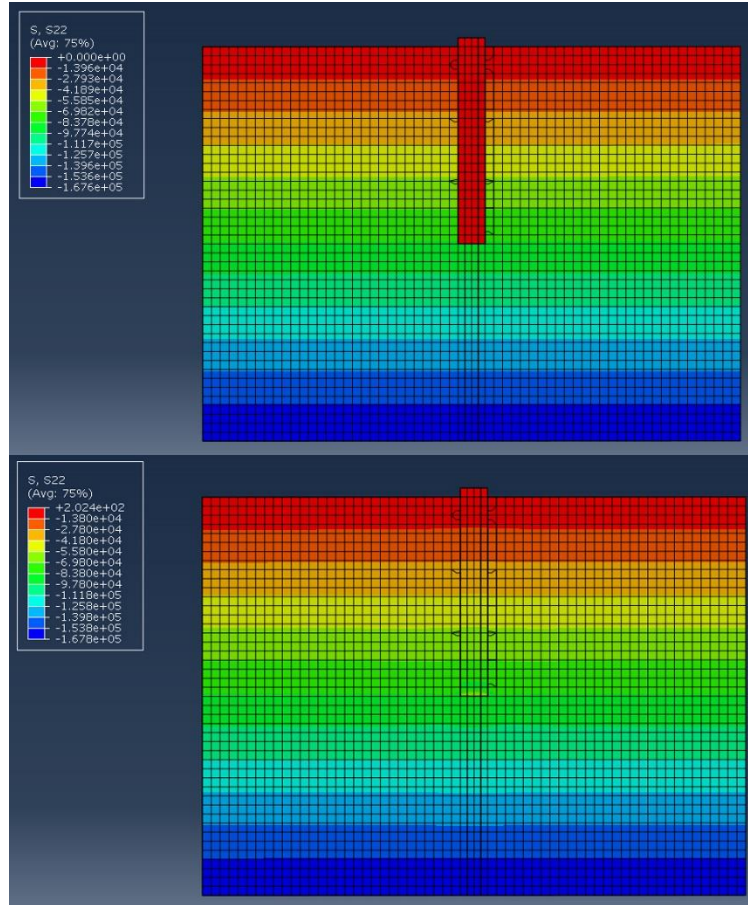 S, S22
(Avg: 75%)
+0.000e+00
-1.396e+04
-2.793e+04
-4.189e+04
-5.585e+04
-6.982e+04
-8.378e+04
-9.774e+04
-1.117e+05
-1.257e+05
-1.396e+05
-1.536e+05
-1.676e+05
S, S22
(Avg: 75%)
+2.024e+02
-1.380e+04
-2.780e+04
-4.180e+04
-5.580e+04
-6.980e+04
-8.380e+04
-9.780e+04
-1.118e+05
-1.258e+05
-1.398e+05
-1.538e+05
-1.678e+05